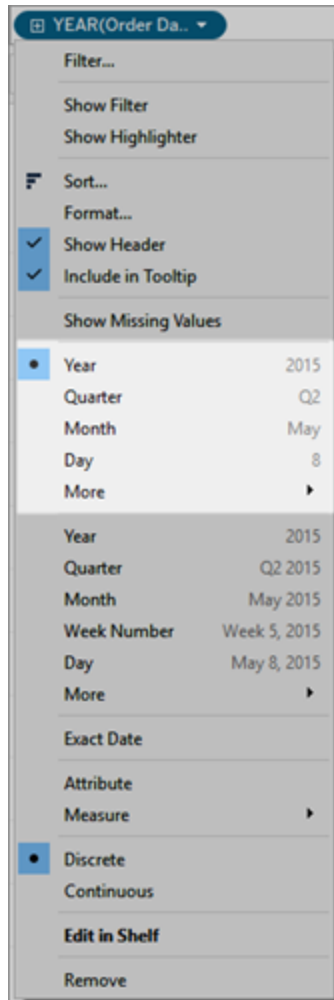 YEAR(Order Da..
Filter...
Show Filter
Show Highlighter
Sort...
Format...
Show Header
Include in Tooltip
Show Missing Values
Year 2015
Quarter Q2
Month May
Day 8
More
Year 2015
Quarter Q2 2015
Month May 2015
Week Number Week 5, 2015
Day May 8, 2015
More
Exact Date
Attribute
Measure
Discrete
Continuous
Edit in Shelf
Remove